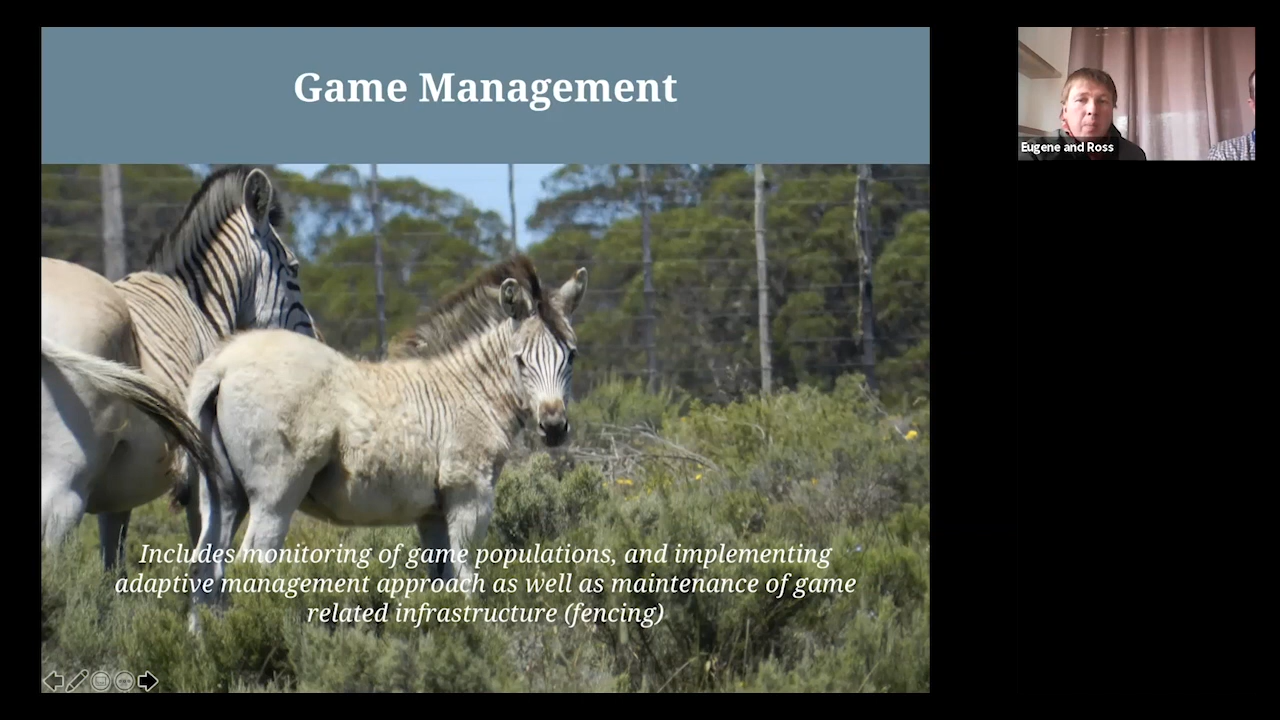 Game Management
Includes monitoring of game populations, and implementing
adaptive management approach as well as maintenance of game
related infrastructure (fencing)
Eugene and Ross